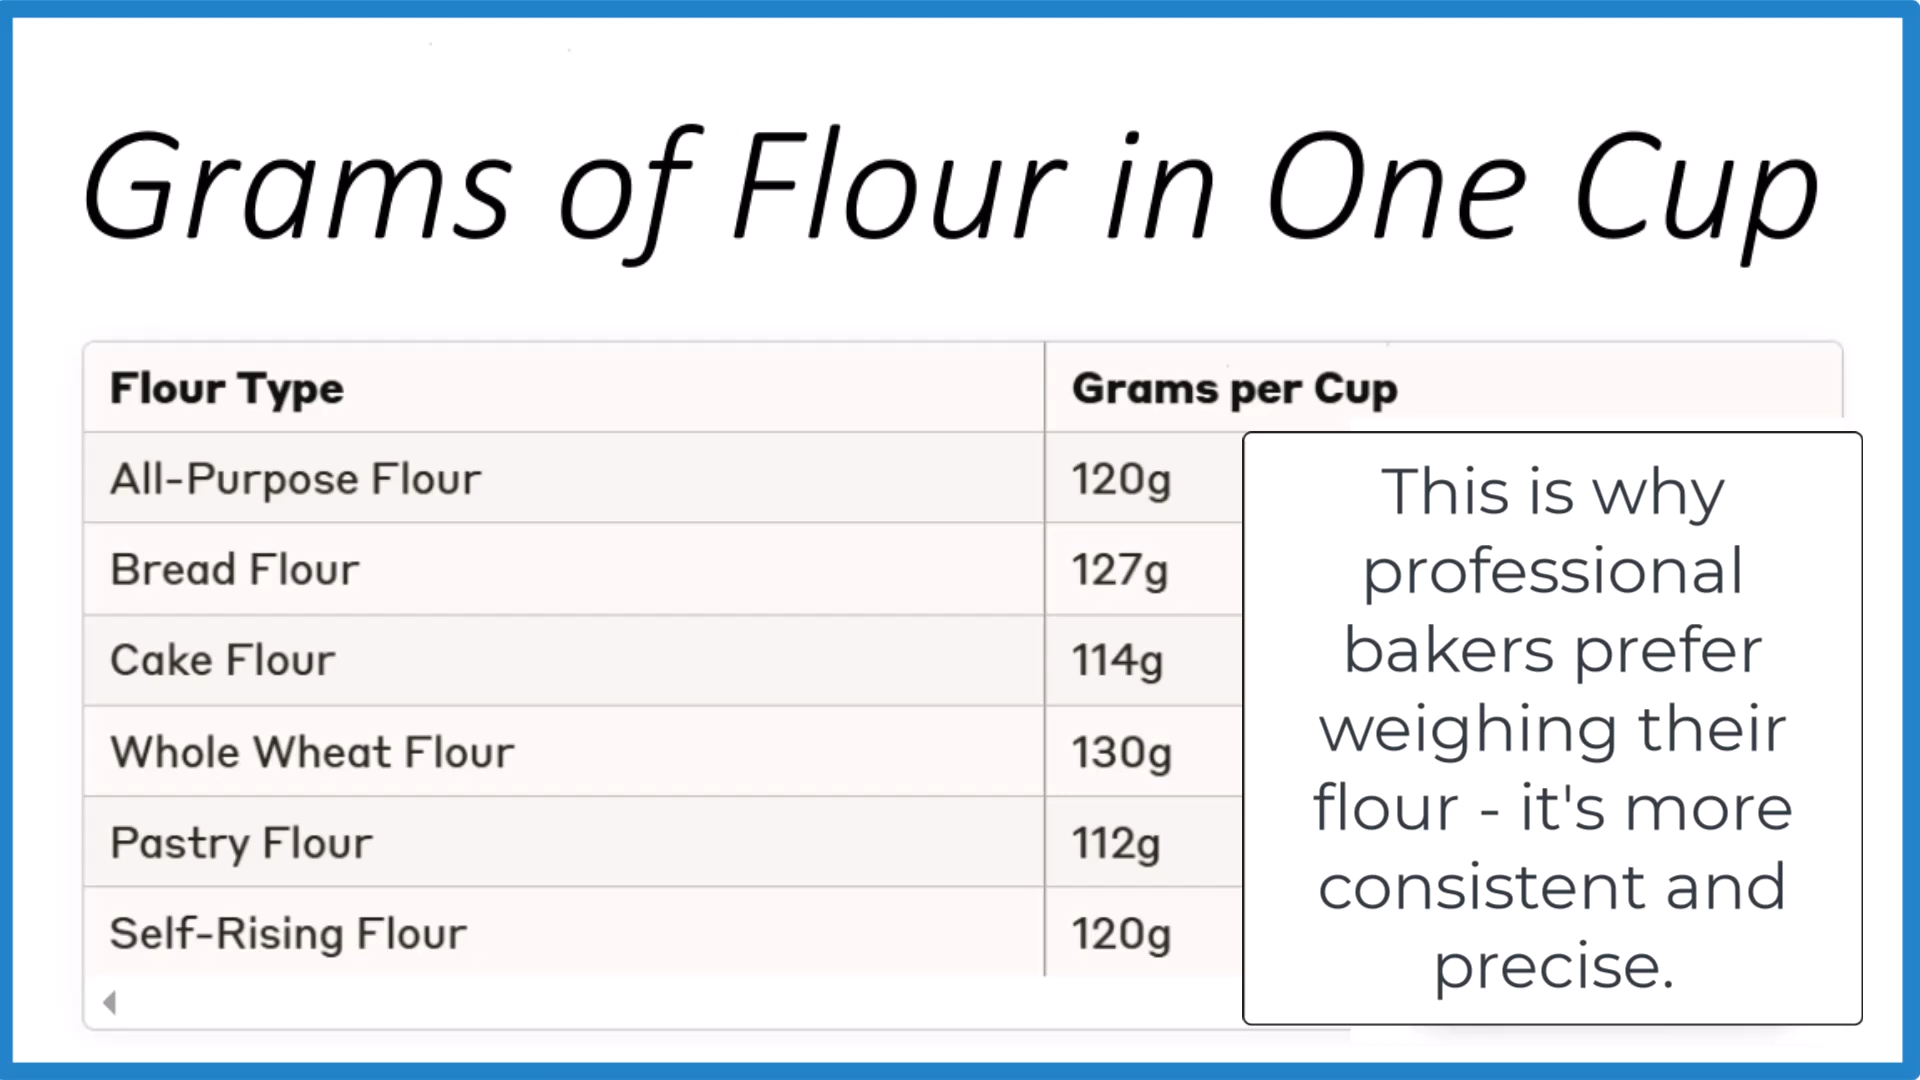 Grams of Flour in One Cup
Flour Type Grams per Cup
All-Purpose Flour 120g
Bread Flour 127g
Cake Flour 114g
Whole Wheat Flour 130g
Pastry Flour 112g
Self-Rising Flour 120g
This is why
professional
bakers prefer
weighing their
flour - it's more
consistent and
precise.